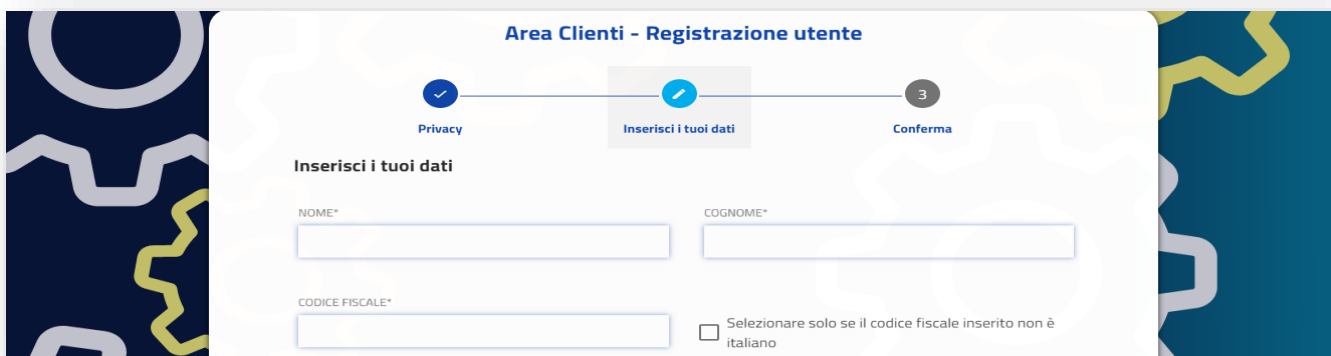 Area Clienti - Registrazione utente
3
Privacy
Inserisci i tuoi dati
Conferma
Inserisci i tuoi dati
NOME*
COGNOME*
CODICE FISCALE*
Selezionare solo se il codice fiscale inserito non è
italiano